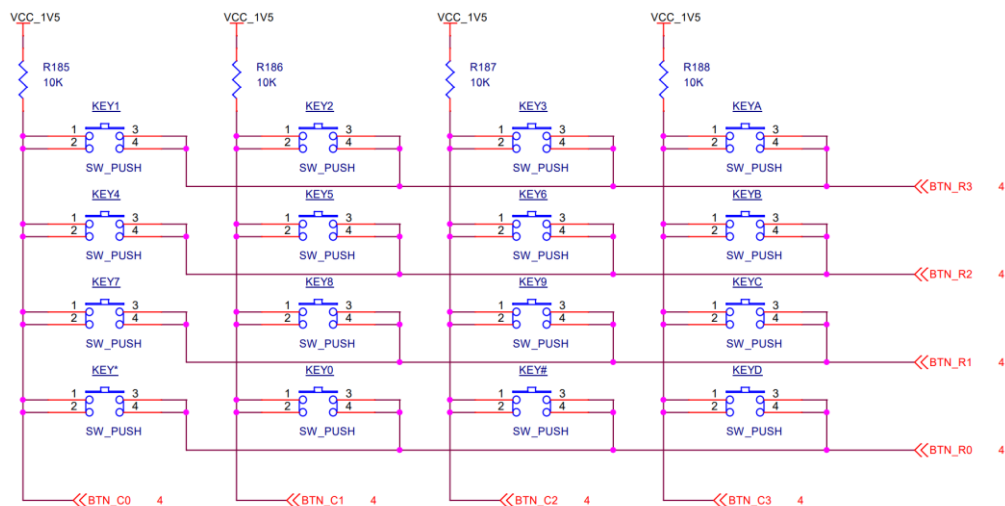 VCC_1V5 VCC_1V5 VCC_1V5 VCC_1V5
R185 R186 R187 R188
10K 10K 10K 10K
KEY1 KEY2 KEY3 KEYA
1 3 1 3 1 3 1 3
2 4 2 4 2 4 2 4
SW_PUSH SW_PUSH SW_PUSH SW_PUSH
BTN_R3 4
KEY4 KEY5 KEY6 KEYB
1 3 1 3 1 3 1 3
2 4 2 4 2 4 2 4
SW_PUSH SW_PUSH SW_PUSH SW_PUSH
BTN_R2 4
KEY7 KEY8 KEY9 KEYC
1 3 1 3 1 3 1 3
2 4 2 4 2 4 2 4
SW_PUSH SW_PUSH SW_PUSH SW_PUSH
BTN_R1 4
KEY* KEY0 KEY# KEYD
1 3 1 3 1 3 1 3
2 4 2 4 2 4 2 4
SW_PUSH SW_PUSH SW_PUSH SW_PUSH
BTN_R0 4
BTN_C0 4 BTN_C1 4 BTN_C2 4 BTN_C3 4